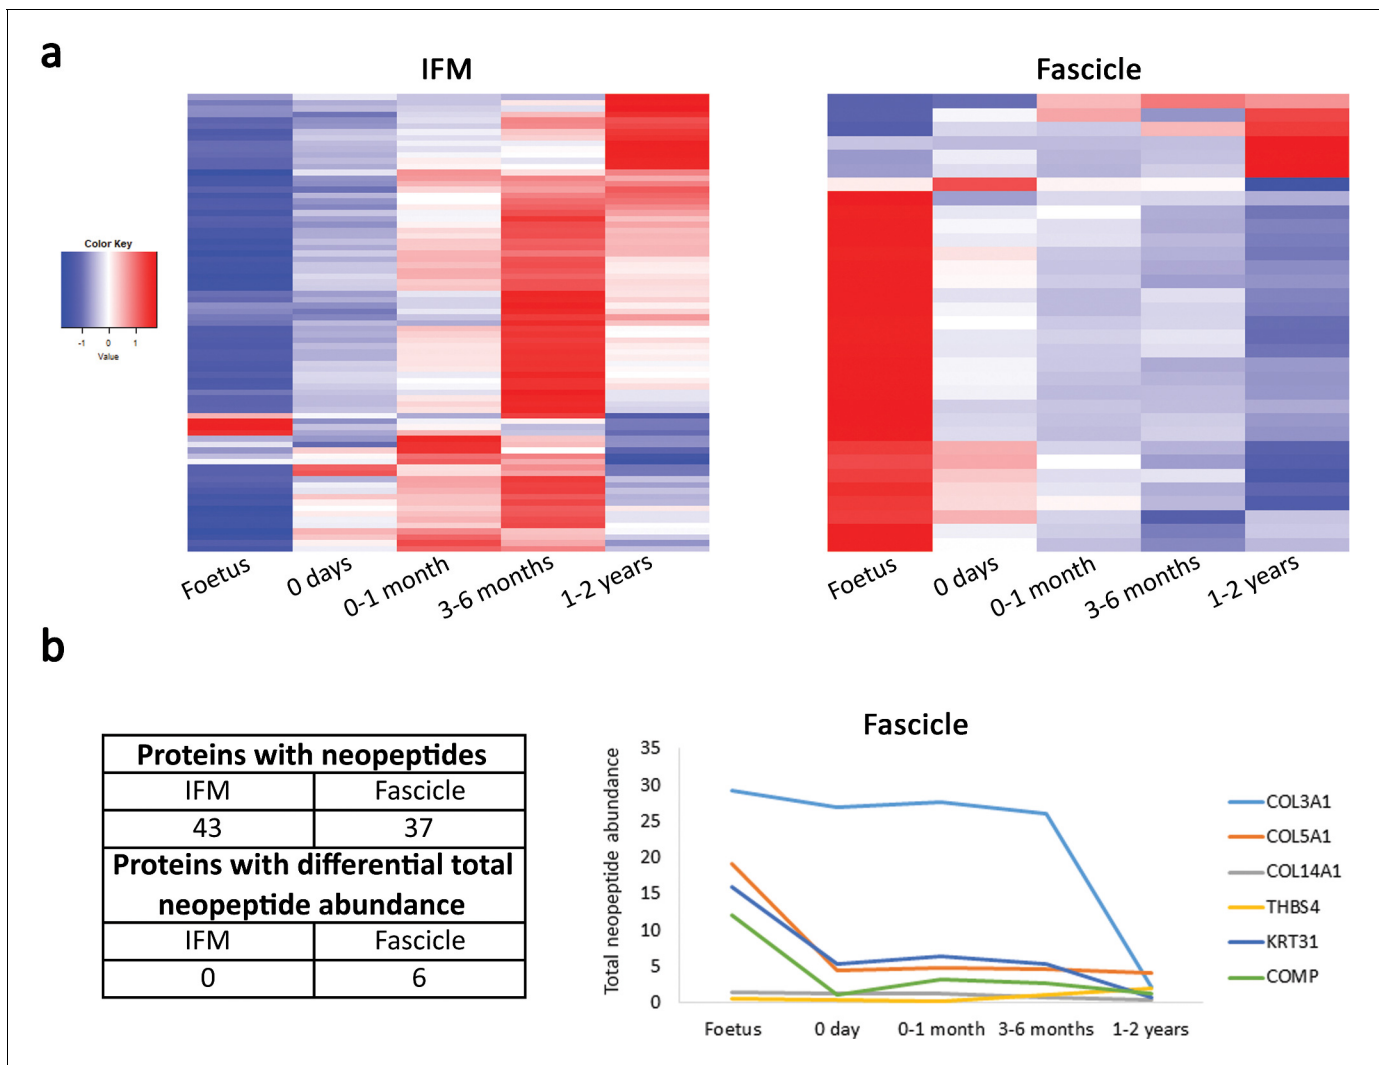 a
IFM
Fascicle
Color Key
-1 0 1
Value
Foetus 0 days 0-1 month 3-6 months 1-2 years
Foetus 0 days 0-1 month 3-6 months 1-2 years
b
Proteins with neopeptides
IFM Fascicle
43 37
Proteins with differential total
neopeptide abundance
IFM Fascicle
0 6
Fascicle
Total neopeptide abundance
35
30
25
20
15
10
5
0
Foetus 0 day 0-1 month 3-6 months 1-2 years
COL3A1
COL5A1
COL14A1
THBS4
KRT31
COMP